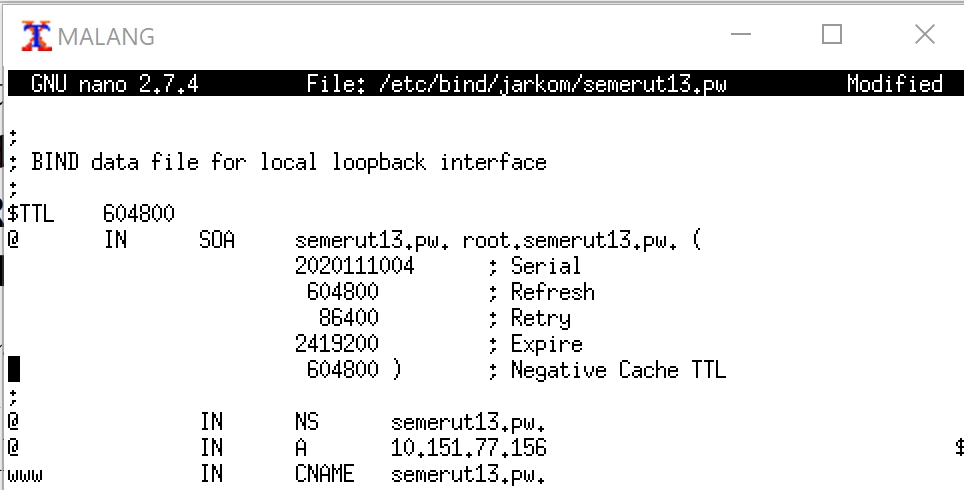 MALANG
GNU nano 2.7.4 File: /etc/bind/jarkom/semerut13.pw Modified
;
; BIND data file for local loopback interface
;
$TTL 604800
@ IN SOA semerut13.pw. root.semerut13.pw. (
2020111004 ; Serial
604800 ; Refresh
86400 ; Retry
2419200 ; Expire
604800 ) ; Negative Cache TTL
;
@ IN NS semerut13.pw.
@ IN A 10.151.77.156 $
www IN CNAME semerut13.pw.